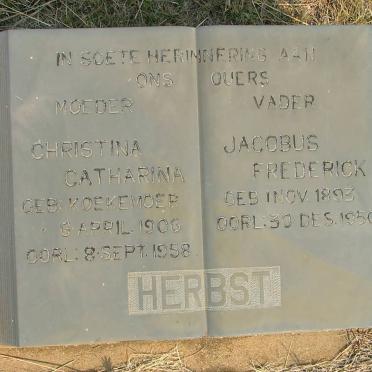 IN SOETE HERINNERING AAN
ONS OUERS
MOEDER
CHRISTINA
CATHARINA
GEB: KOEKEMOER
6 APRIL 1906
OORL: 8 SEPT. 1958
VADER
JACOBUS
FREDERICK
GEB 1 NOV. 1893
OORL: 30 DES. 1950
HERBST